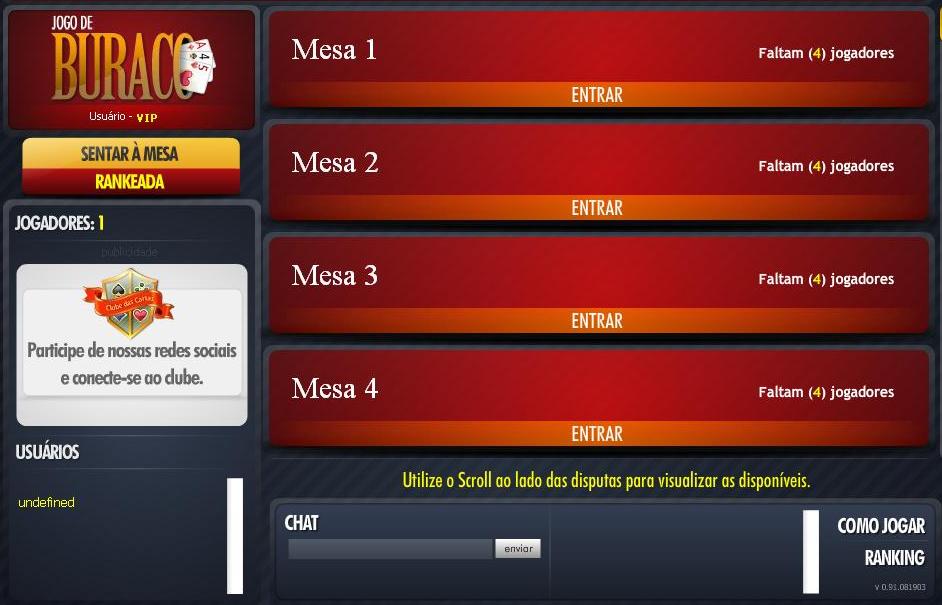 JOGO DE
BURACO
A 4 5
Usuário - VIP
SENTAR À MESA
RANKEADA
JOGADORES: 1
publicidade
Clube das Cartas
Participe de nossas redes sociais
e conecte-se ao clube.
USUÁRIOS
undefined
Mesa 1
Faltam (4) jogadores
ENTRAR
Mesa 2
Faltam (4) jogadores
ENTRAR
Mesa 3
Faltam (4) jogadores
ENTRAR
Mesa 4
Faltam (4) jogadores
ENTRAR
Utilize o Scroll ao lado das disputas para visualizar as disponíveis.
CHAT
enviar
COMO JOGAR
RANKING
v 0.91.081903